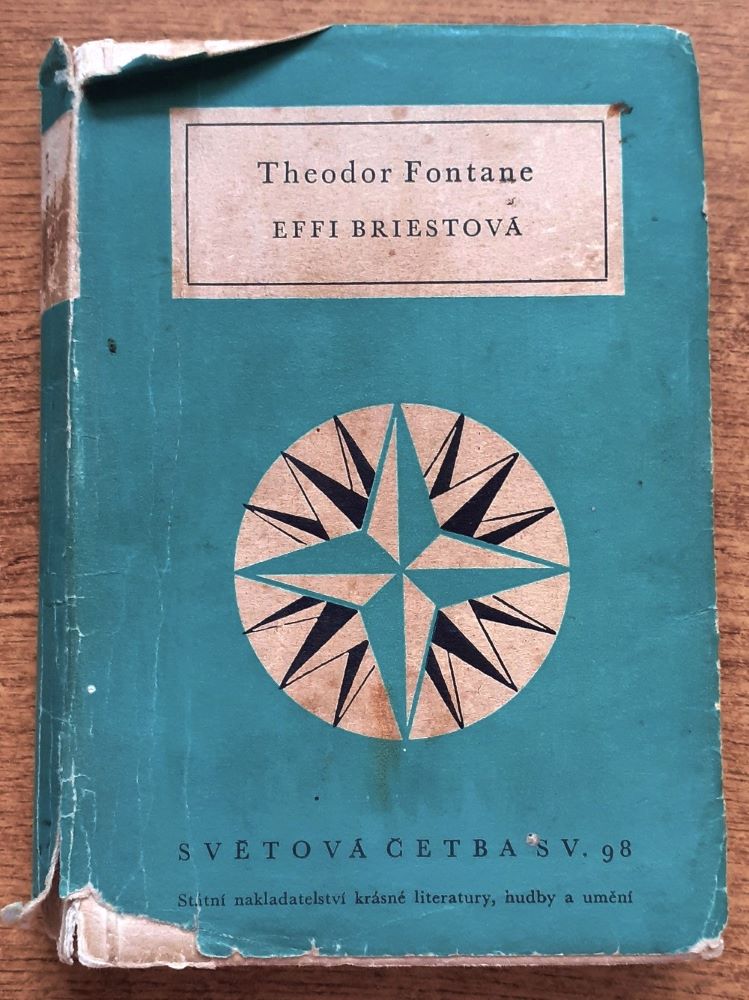 Theodor Fontane
EFFI BRIESTOVÁ
SVĚTOVÁ ČETBA SV. 98
Státní nakladatelství krásné literatury, hudby a umění